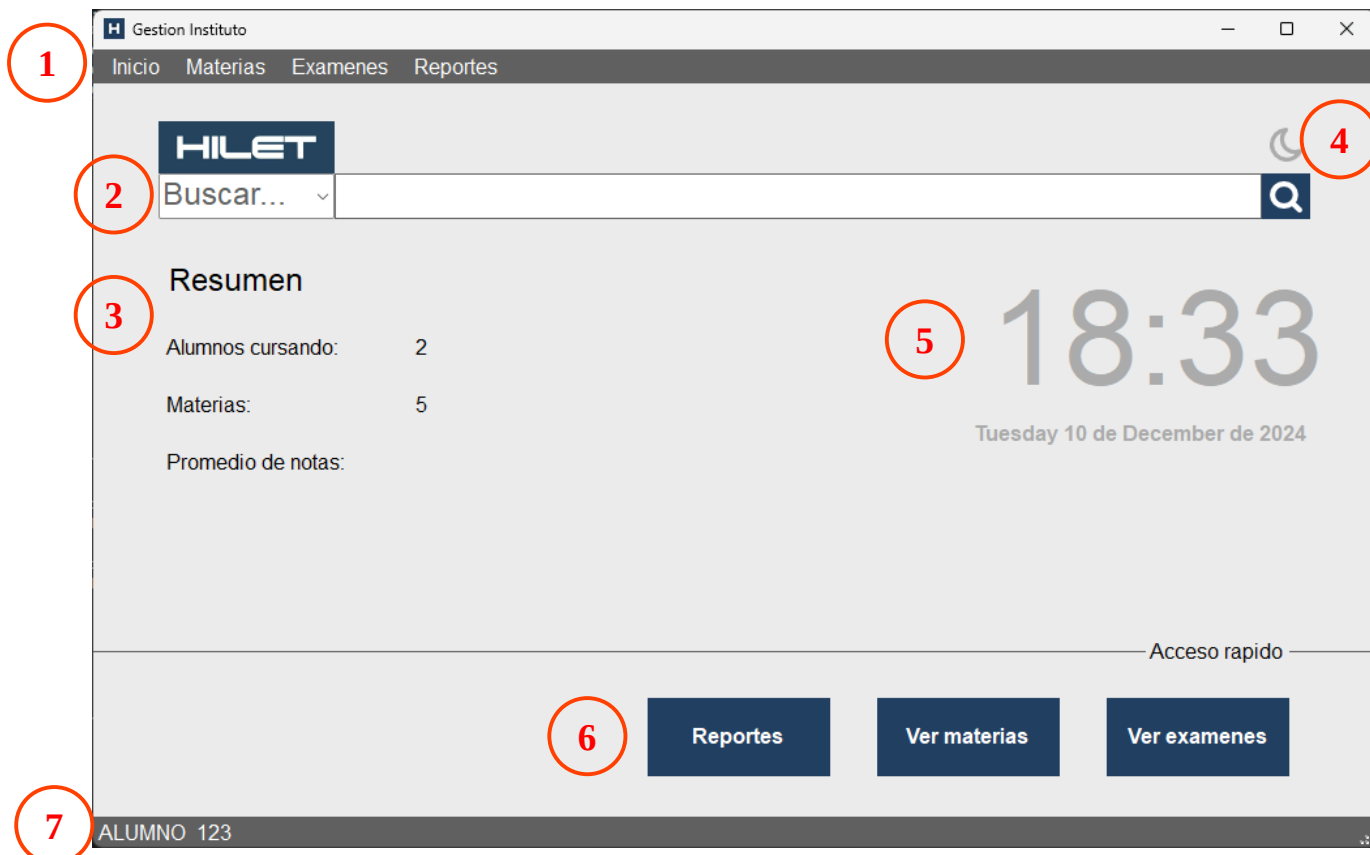 Gestion Instituto
1
Inicio Materias Examenes Reportes
HILET
4
2 Buscar...
Resumen
3
18:33
5
Alumnos cursando: 2
Materias: 5
Tuesday 10 de December de 2024
Promedio de notas:
Acceso rapido
6 Reportes Ver materias Ver examenes
7 ALUMNO 123